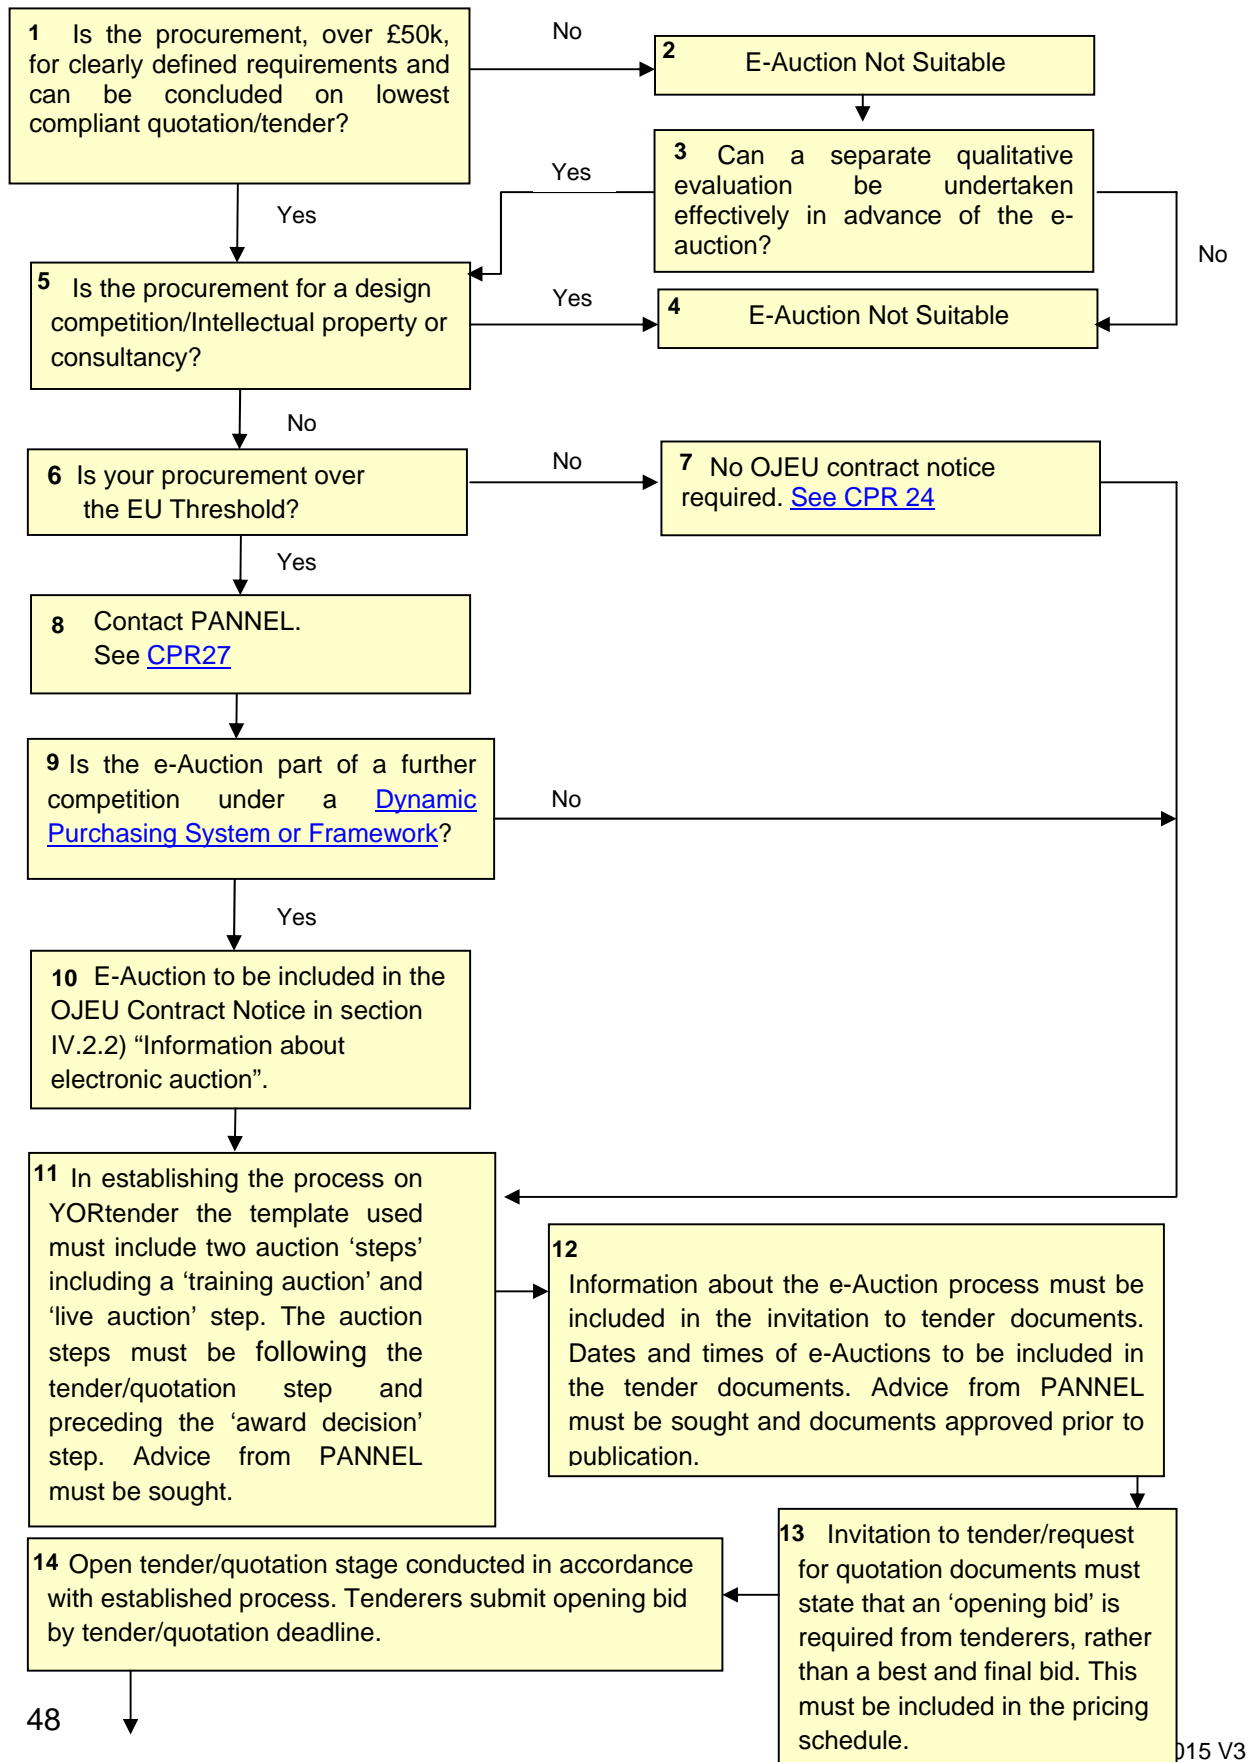 1 Is the procurement, over £50k,
for clearly defined requirements and
can be concluded on lowest
compliant quotation/tender?
No
2 E-Auction Not Suitable
3 Can a separate qualitative
evaluation be undertaken
effectively in advance of the e-
auction?
Yes
No
Yes
5 Is the procurement for a design
competition/Intellectual property or
consultancy?
Yes
4 E-Auction Not Suitable
No
6 Is your procurement over
the EU Threshold?
No
7 No OJEU contract notice
required. See CPR 24
Yes
8 Contact PANNEL.
See CPR27
9 Is the e-Auction part of a further
competition under a Dynamic
Purchasing System or Framework?
No
Yes
10 E-Auction to be included in the
OJEU Contract Notice in section
IV.2.2) “Information about
electronic auction”.
11 In establishing the process on
YORtender the template used
must include two auction ‘steps’
including a ‘training auction’ and
‘live auction’ step. The auction
steps must be following the
tender/quotation step and
preceding the ‘award decision’
step. Advice from PANNEL
must be sought.
12
Information about the e-Auction process must be
included in the invitation to tender documents.
Dates and times of e-Auctions to be included in
the tender documents. Advice from PANNEL
must be sought and documents approved prior to
publication.
13 Invitation to tender/request
for quotation documents must
state that an ‘opening bid’ is
required from tenderers, rather
than a best and final bid. This
must be included in the pricing
schedule.
14 Open tender/quotation stage conducted in accordance
with established process. Tenderers submit opening bid
by tender/quotation deadline.
48
015 V3